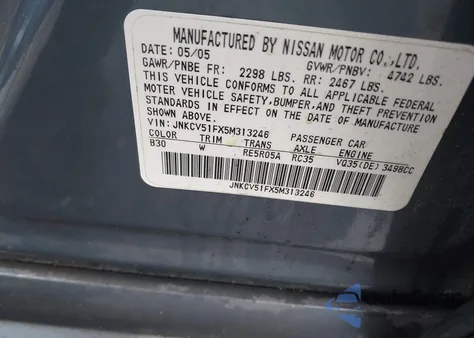 MANUFACTURED BY NISSAN MOTOR CO.,LTD.
DATE: 05/05 GVWR/PNBV: 4742 LBS.
GAWR/PNBE FR: 2298 LBS. RR: 2467 LBS.
THIS VEHICLE CONFORMS TO ALL APPLICABLE FEDERAL
MOTOR VEHICLE SAFETY, BUMPER, AND THEFT PREVENTION
STANDARDS IN EFFECT ON THE DATE OF MANUFACTURE
SHOWN ABOVE.
VIN: JNKCV51FX5M313246 PASSENGER CAR
COLOR TRIM TRANS AXLE ENGINE
B30 W RE5R05A RC35 VQ35(DE) 3498CC
JNKCV51FX5M313246